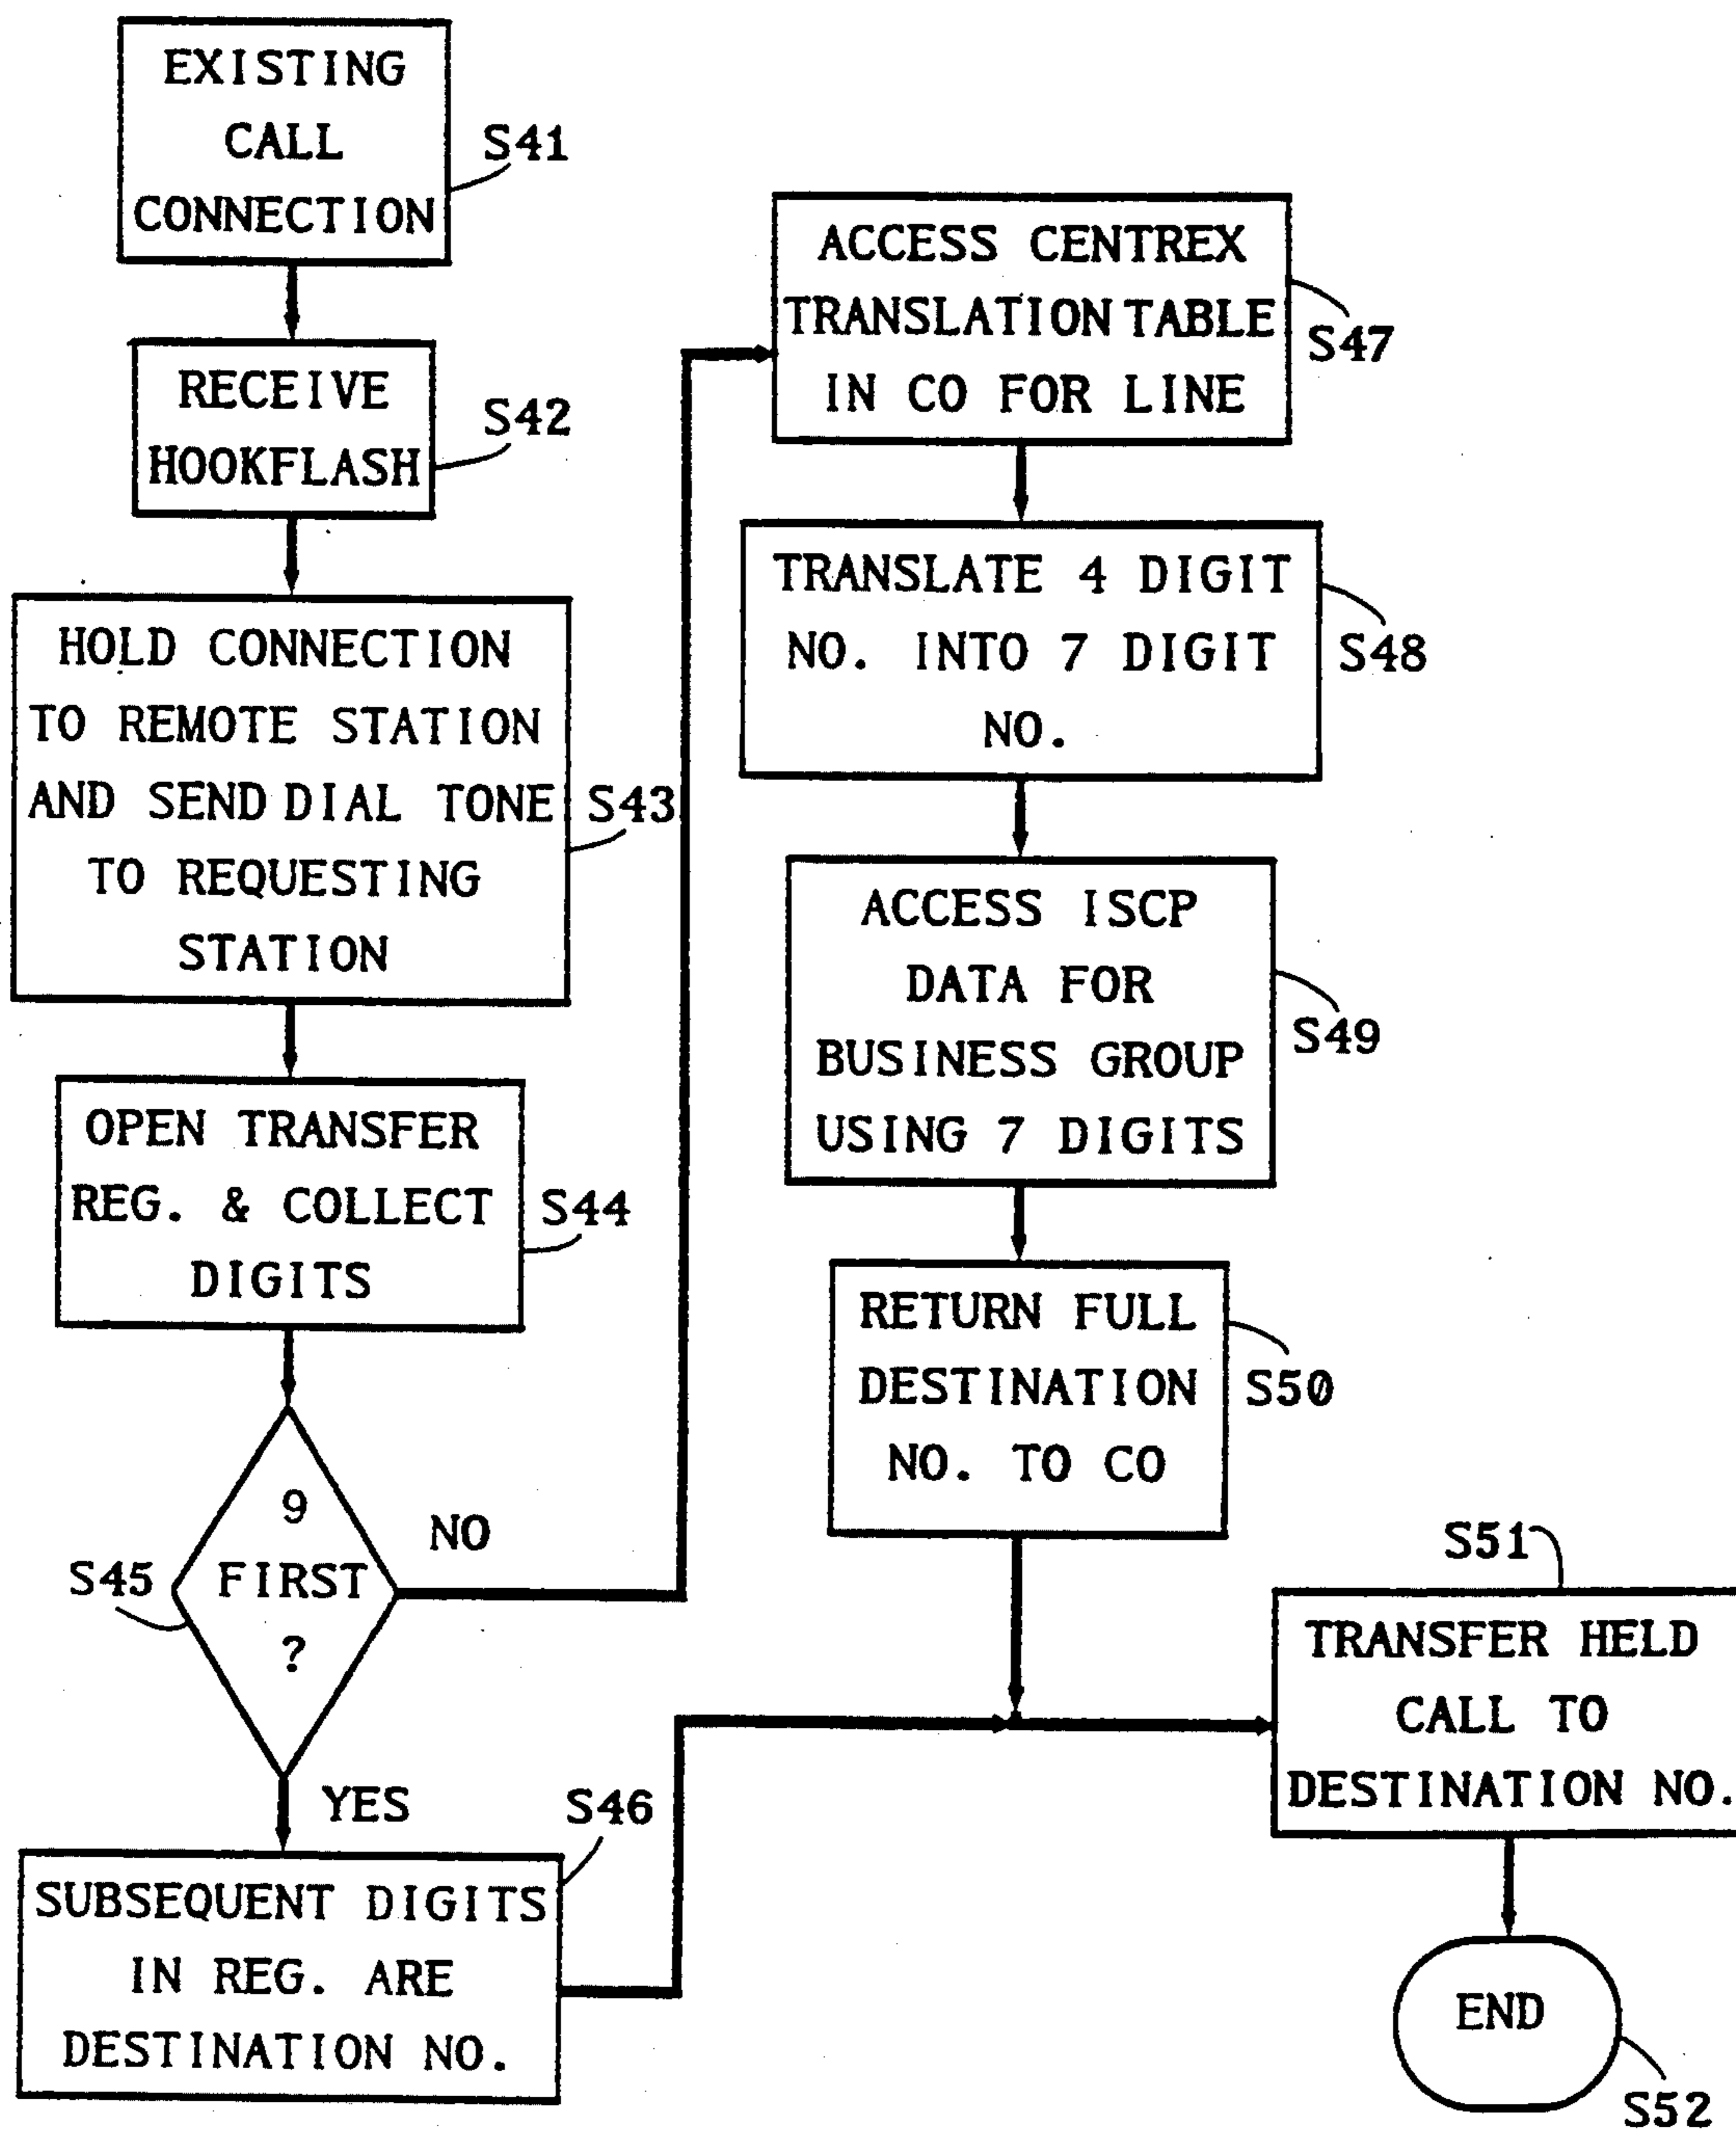 EXISTING
CALL
CONNECTION
S41
RECEIVE
HOOKFLASH
S42
HOLD CONNECTION
TO REMOTE STATION
AND SEND DIAL TONE
TO REQUESTING
STATION
S43
OPEN TRANSFER
REG. & COLLECT
DIGITS
S44
9
FIRST
?
S45
NO
YES
SUBSEQUENT DIGITS
IN REG. ARE
DESTINATION NO.
S46
ACCESS CENTREX
TRANSLATION TABLE
IN CO FOR LINE
S47
TRANSLATE 4 DIGIT
NO. INTO 7 DIGIT
NO.
S48
ACCESS ISCP
DATA FOR
BUSINESS GROUP
USING 7 DIGITS
S49
RETURN FULL
DESTINATION
NO. TO CO
S50
S51
TRANSFER HELD
CALL TO
DESTINATION NO.
END
S52